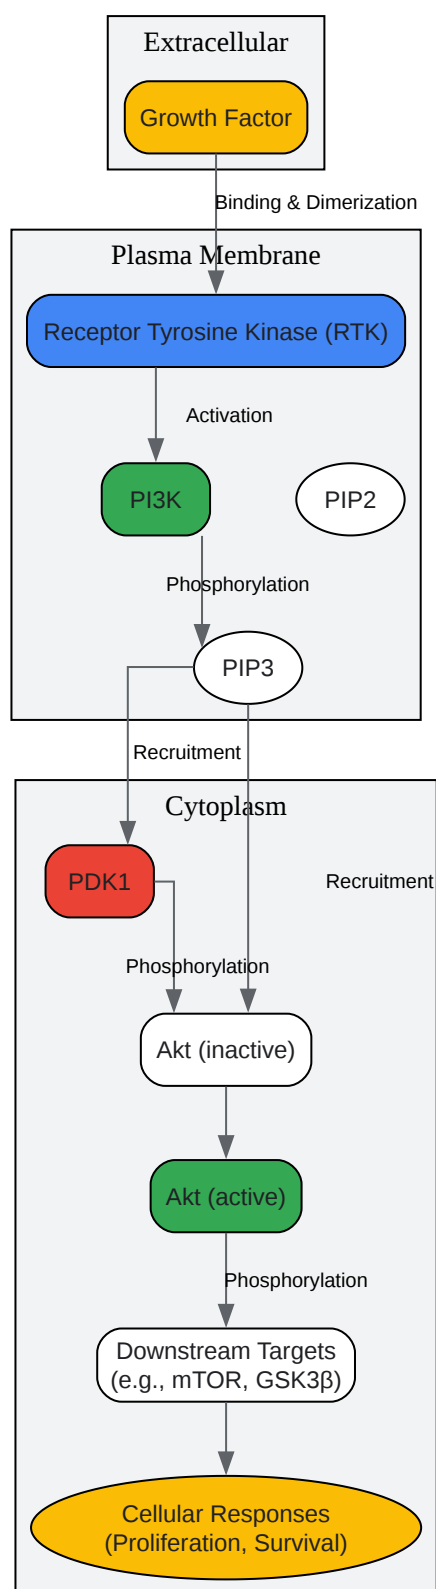 Extracellular
Growth Factor
Binding & Dimerization
Plasma Membrane
Receptor Tyrosine Kinase (RTK)
Activation
PI3K
PIP2
Phosphorylation
PIP3
Recruitment
Cytoplasm
PDK1
Recruitment
Phosphorylation
Akt (inactive)
Akt (active)
Phosphorylation
Downstream Targets
(e.g., mTOR, GSK3β)
Cellular Responses
(Proliferation, Survival)